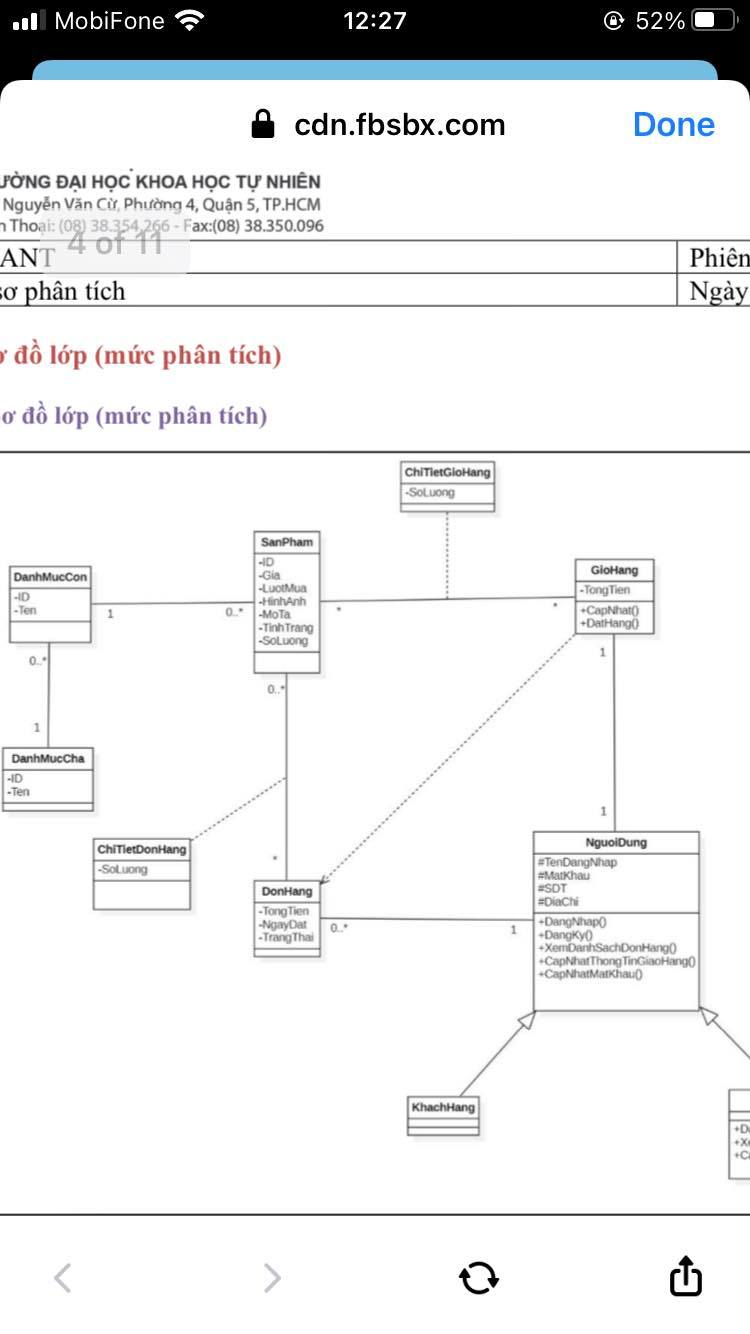 MobiFone 12:27 52%
cdn.fbsbx.com Done
ƯỜNG ĐẠI HỌC KHOA HỌC TỰ NHIÊN
Nguyễn Văn Cừ, Phường 4, Quận 5, TP.HCM
n Thoại: (08) 38.354.266 - Fax:(08) 38.350.096
4 of 11
ANT Phiên
sơ phân tích Ngày
ơ đồ lớp (mức phân tích)
ơ đồ lớp (mức phân tích)
ChiTietGioHang
-SoLuong
SanPham
-ID
-Gia
-LuotMua
-HinhAnh
-MoTa
-TinhTrang
-SoLuong
GioHang
-TongTien
+CapNhat()
+DatHang()
DanhMucCon
-ID
-Ten
1 0..*
* *
0..*
1
0..*
*
1
1
DanhMucCha
-ID
-Ten
ChiTietDonHang
-SoLuong
DonHang
-TongTien
-NgayDat
-TrangThai
0..* 1
NguoiDung
#TenDangNhap
#MatKhau
#SDT
#DiaChi
+DangNhap()
+DangKy()
+XemDanhSachDonHang()
+CapNhatThongTinGiaoHang()
+CapNhatMatKhau()
KhachHang
+D
+X
+C